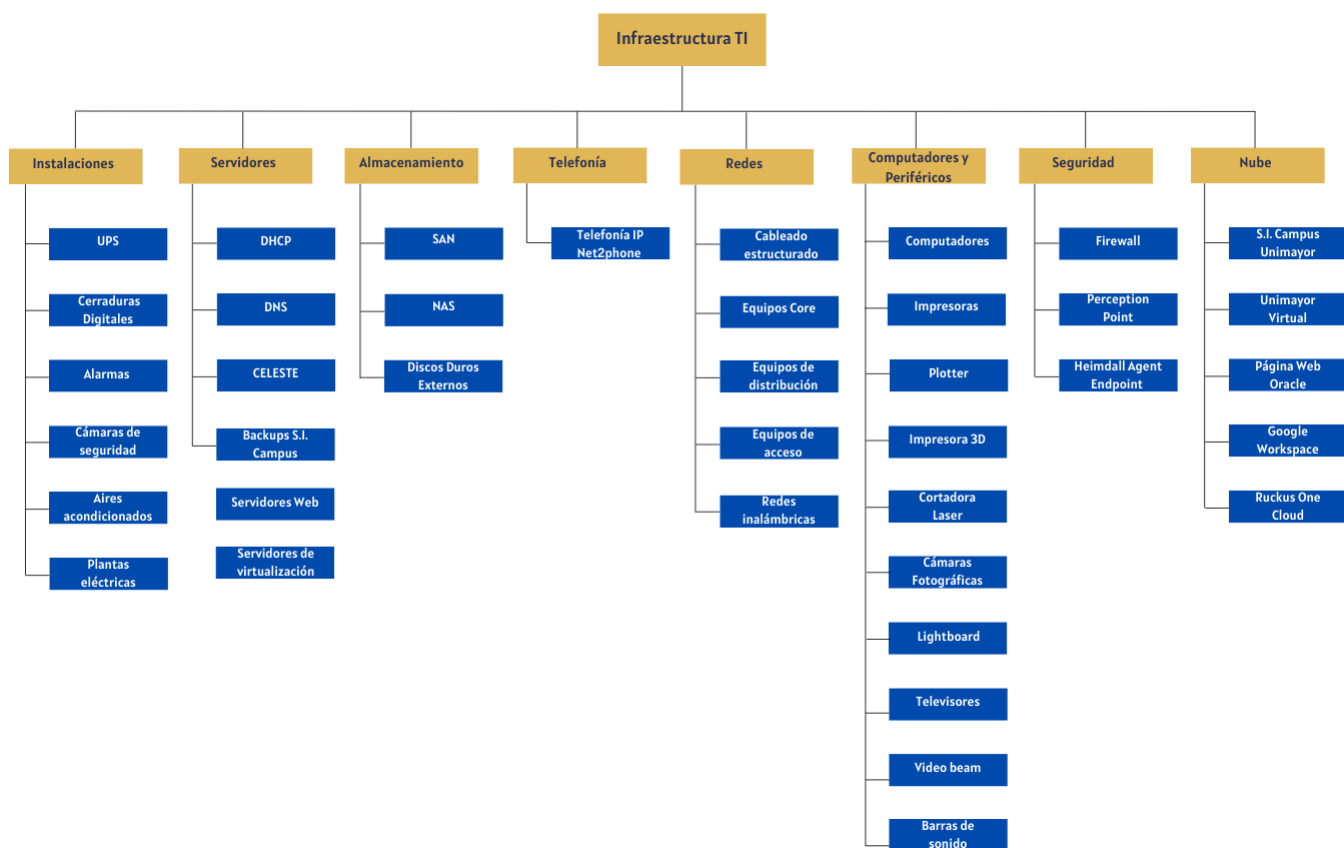 Infraestructura TI
Instalaciones
Servidores
Almacenamiento
Telefonía
Redes
Computadores y
Periféricos
Seguridad
Nube
UPS
Cerraduras
Digitales
Alarmas
Cámaras de
seguridad
Aires
acondicionados
Plantas
eléctricas
DHCP
DNS
CELESTE
Backups S.I.
Campus
Servidores Web
Servidores de
virtualización
SAN
NAS
Discos Duros
Externos
Telefonía IP
Net2phone
Cableado
estructurado
Equipos Core
Equipos de
distribución
Equipos de
acceso
Redes
inalámbricas
Computadores
Impresoras
Plotter
Impresora 3D
Cortadora
Laser
Cámaras
Fotográficas
Lightboard
Televisores
Video beam
Barras de
sonido
Firewall
Perception
Point
Heimdall Agent
Endpoint
S.I. Campus
Unimayor
Unimayor
Virtual
Página Web
Oracle
Google
Workspace
Ruckus One
Cloud